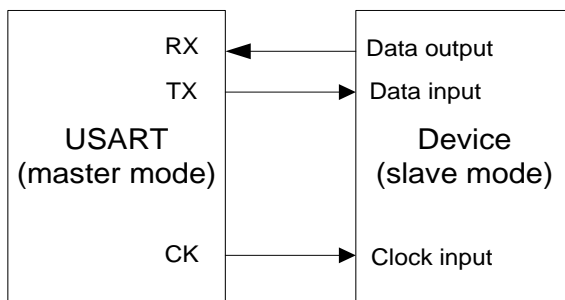 RX
Data output
TX
Data input
USART
(master mode)
Device
(slave mode)
CK
Clock input